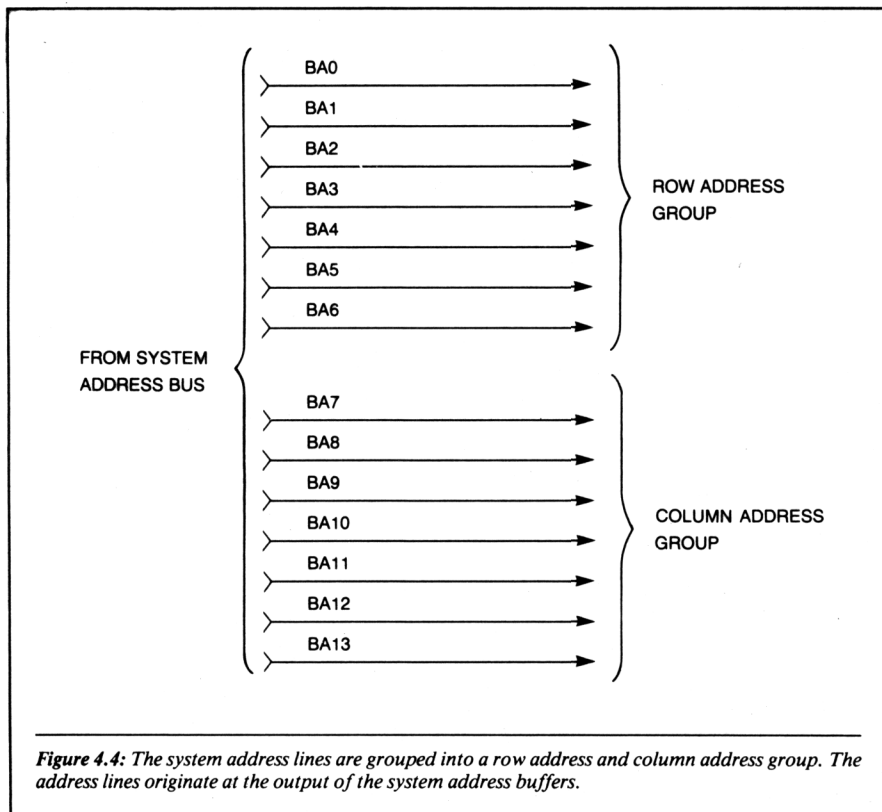 BA0
BA1
BA2
BA3
BA4
BA5
BA6
ROW ADDRESS
GROUP
FROM SYSTEM
ADDRESS BUS
BA7
BA8
BA9
BA10
BA11
BA12
BA13
COLUMN ADDRESS
GROUP
Figure 4.4: The system address lines are grouped into a row address and column address group. The
address lines originate at the output of the system address buffers.